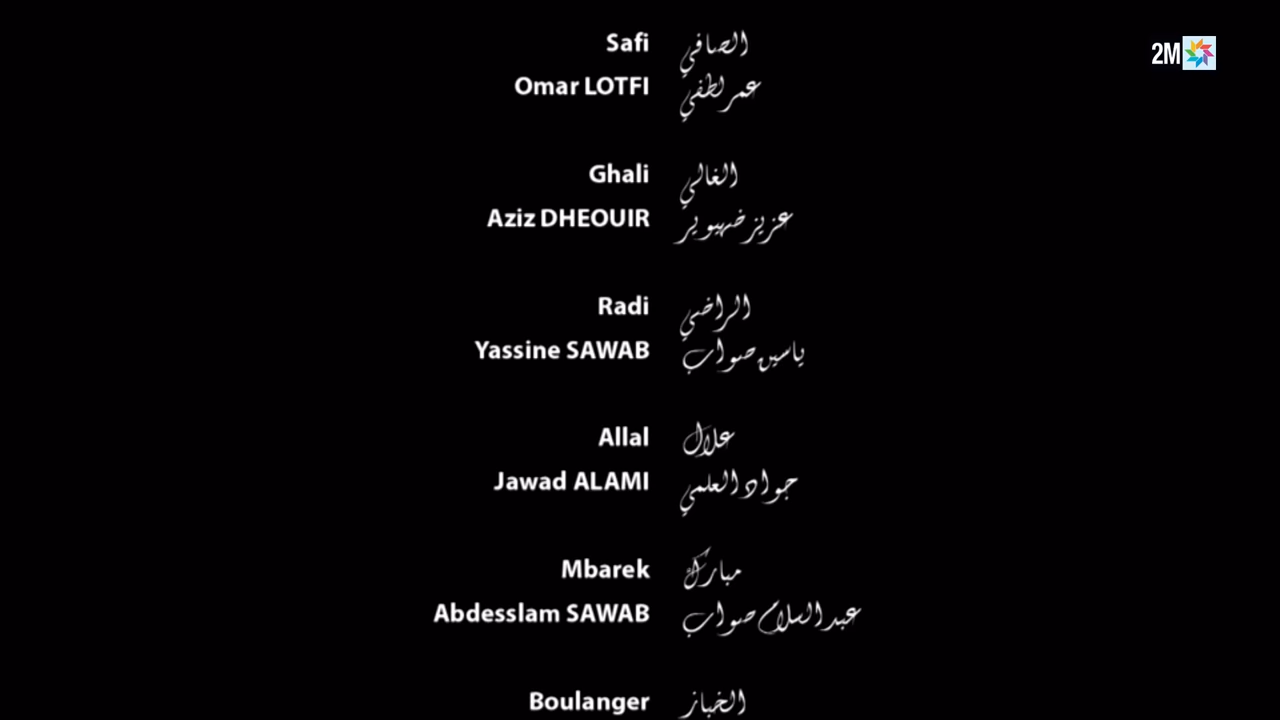 2M
Safi الصافي
Omar LOTFI عمر لطفي
Ghali الغالي
Aziz DHEOUIR عزيز ضهيوير
Radi الراضي
Yassine SAWAB ياسين صواب
Allal علال
Jawad ALAMI جواد العلمي
Mbarek مبارك
Abdesslam SAWAB عبد السلام صواب
Boulanger الخباز